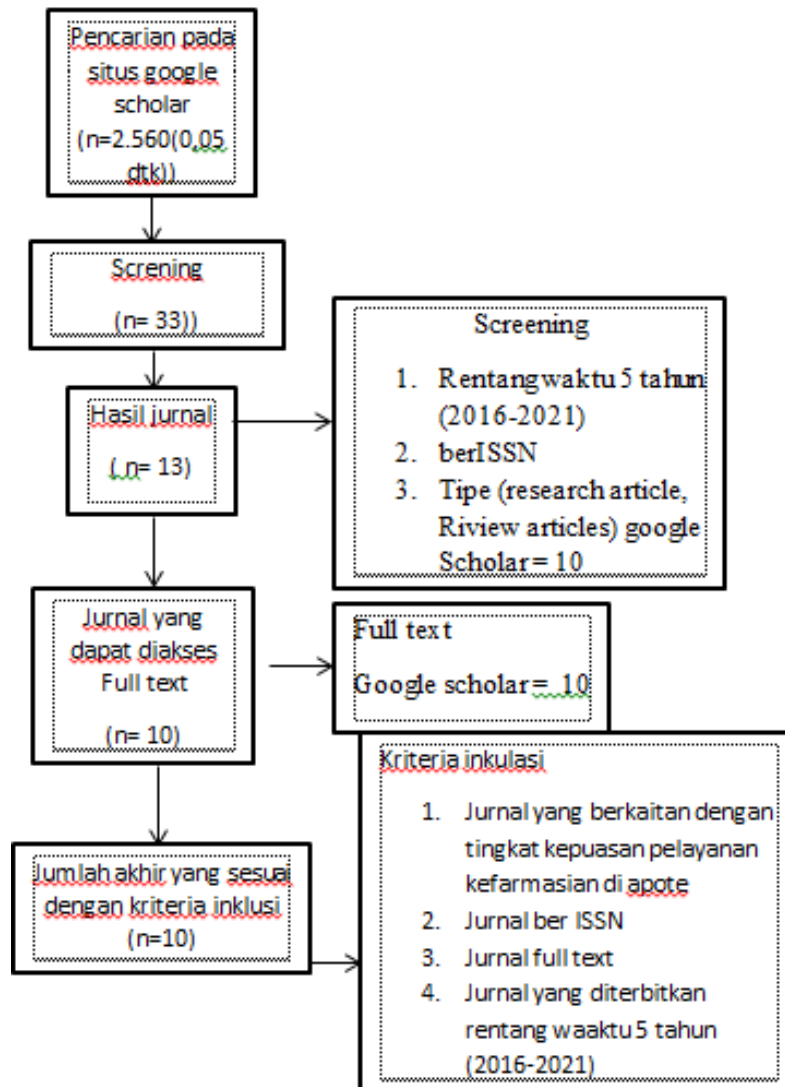 Pencarian pada
situs google
scholar
(n=2.560(0,05
dtk))
Screning
(n= 33))
Hasil jurnal
( n= 13)
Screening
1. Rentang waktu 5 tahun
(2016-2021)
2. berISSN
3. Tipe (research article,
Riview articles) google
Scholar= 10
Jurnal yang
dapat diakses
Full text
(n= 10)
Full text
Google scholar= 10
Jumlah akhir yang sesuai
dengan kriteria inklusi
(n=10)
Kriteria inkulasi
1. Jurnal yang berkaitan dengan
tingkat kepuasan pelayanan
kefarmasian di apote
2. Jurnal ber ISSN
3. Jurnal full text
4. Jurnal yang diterbitkan
rentang waaktu 5 tahun
(2016-2021)